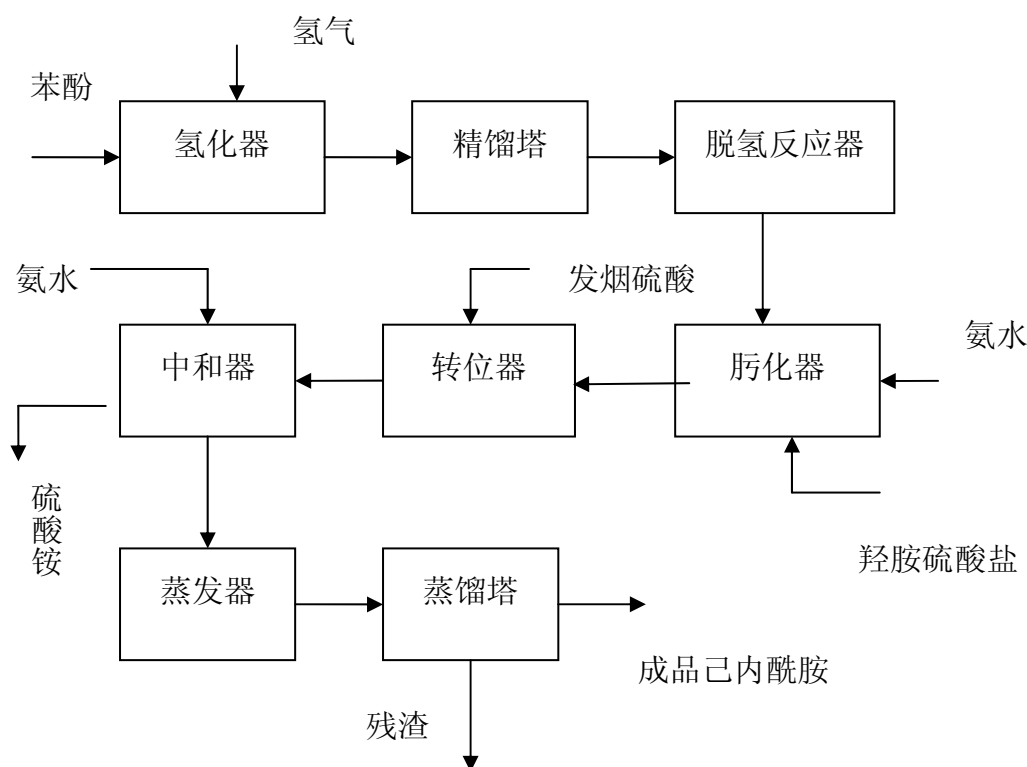 氢气
苯酚
氢化器
精馏塔
脱氢反应器
氨水
发烟硫酸
氨水
中和器
转位器
肟化器
硫
酸
铵
羟胺硫酸盐
蒸发器
蒸馏塔
成品己内酰胺
残渣